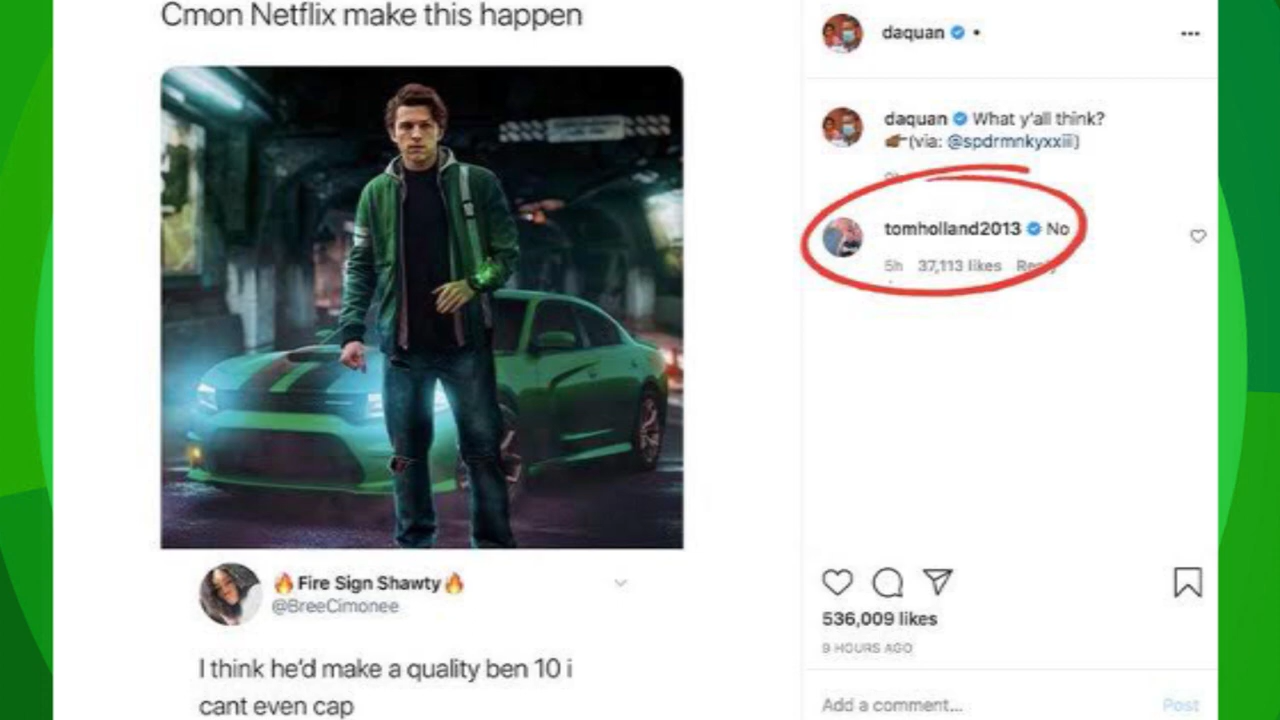 Cmon Netflix make this happen
🔥Fire Sign Shawty🔥
@BreeCimonee
I think he'd make a quality ben 10 i
cant even cap
daquan •
daquan What y'all think?
(via: @spdrmnkyxxiii)
tomholland2013 No
5h 37,113 likes Reply
536,009 likes
9 HOURS AGO
Add a comment... Post